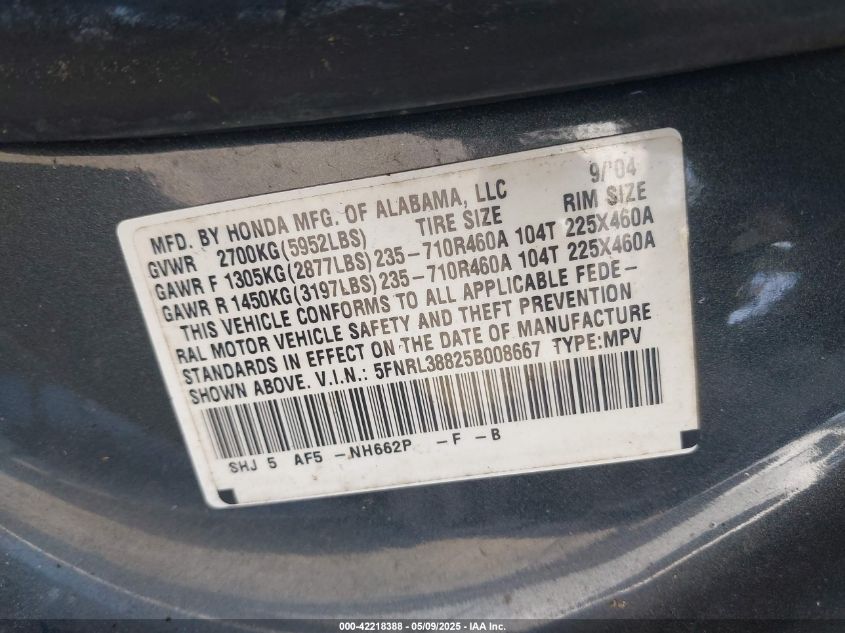 MFD. BY HONDA MFG. OF ALABAMA, LLC 9/04
GVWR 2700KG(5952LBS) TIRE SIZE RIM SIZE
GAWR F 1305KG(2877LBS)235-710R460A 104T 225X460A
GAWR R 1450KG(3197LBS)235-710R460A 104T 225X460A
THIS VEHICLE CONFORMS TO ALL APPLICABLE FEDE-
RAL MOTOR VEHICLE SAFETY AND THEFT PREVENTION
STANDARDS IN EFFECT ON THE DATE OF MANUFACTURE
SHOWN ABOVE. V.I.N.: 5FNRL38825B008667 TYPE:MPV
SHJ 5 AF5 -NH662P -F -B
000-42218388 - 05/09/2025 - IAA Inc.